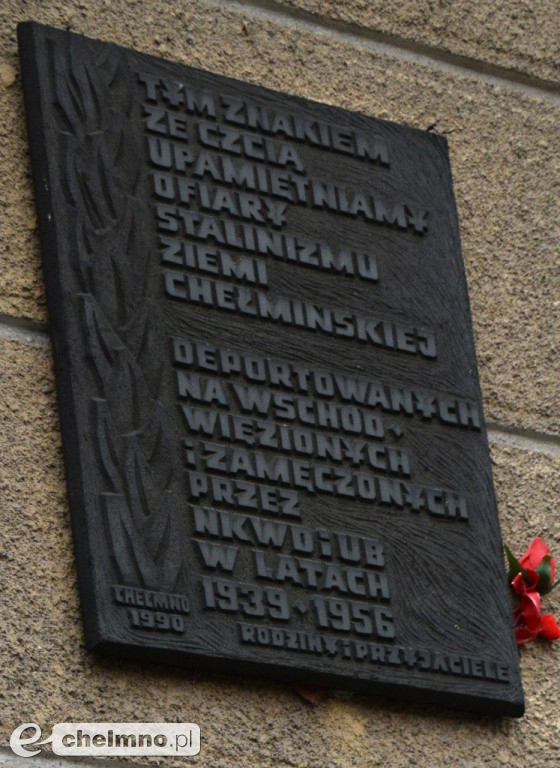 TYM ZNAKIEM
ZE CZCIĄ
UPAMIĘTNIAMY
OFIARY
STALINIZMU
ZIEMI
CHEŁMIŃSKIEJ
DEPORTOWANYCH
NA WSCHÓD •
WIĘZIONYCH
i ZAMĘCZONYCH
PRZEZ
NKWD i UB
W LATACH
1939 • 1956
RODZINY i PRZYJACIELE
CHEŁMNO
1990
e chelmno.pl